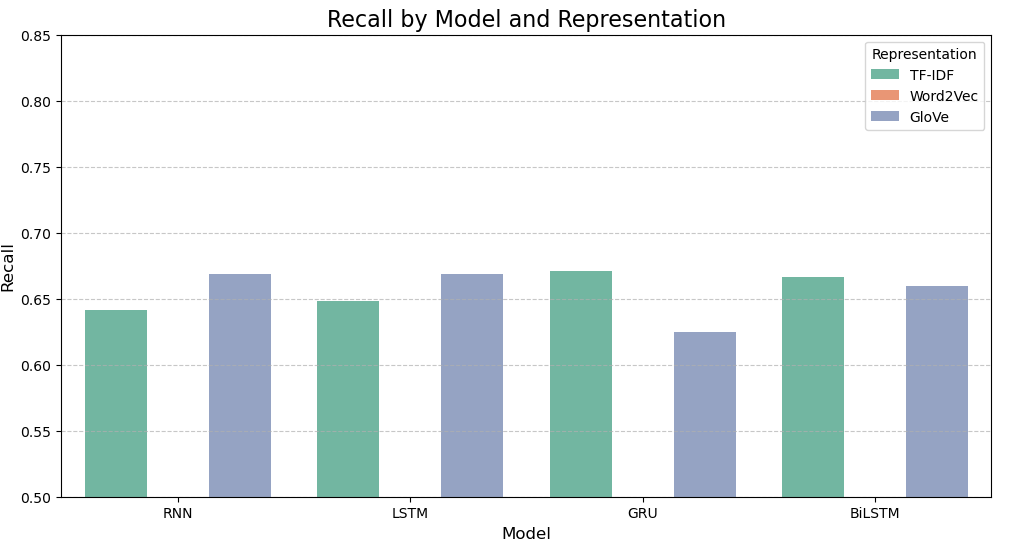 Recall by Model and Representation
Representation
TF-IDF
Word2Vec
GloVe
Recall
0.85
0.80
0.75
0.70
0.65
0.60
0.55
0.50
RNN
LSTM
GRU
BiLSTM
Model